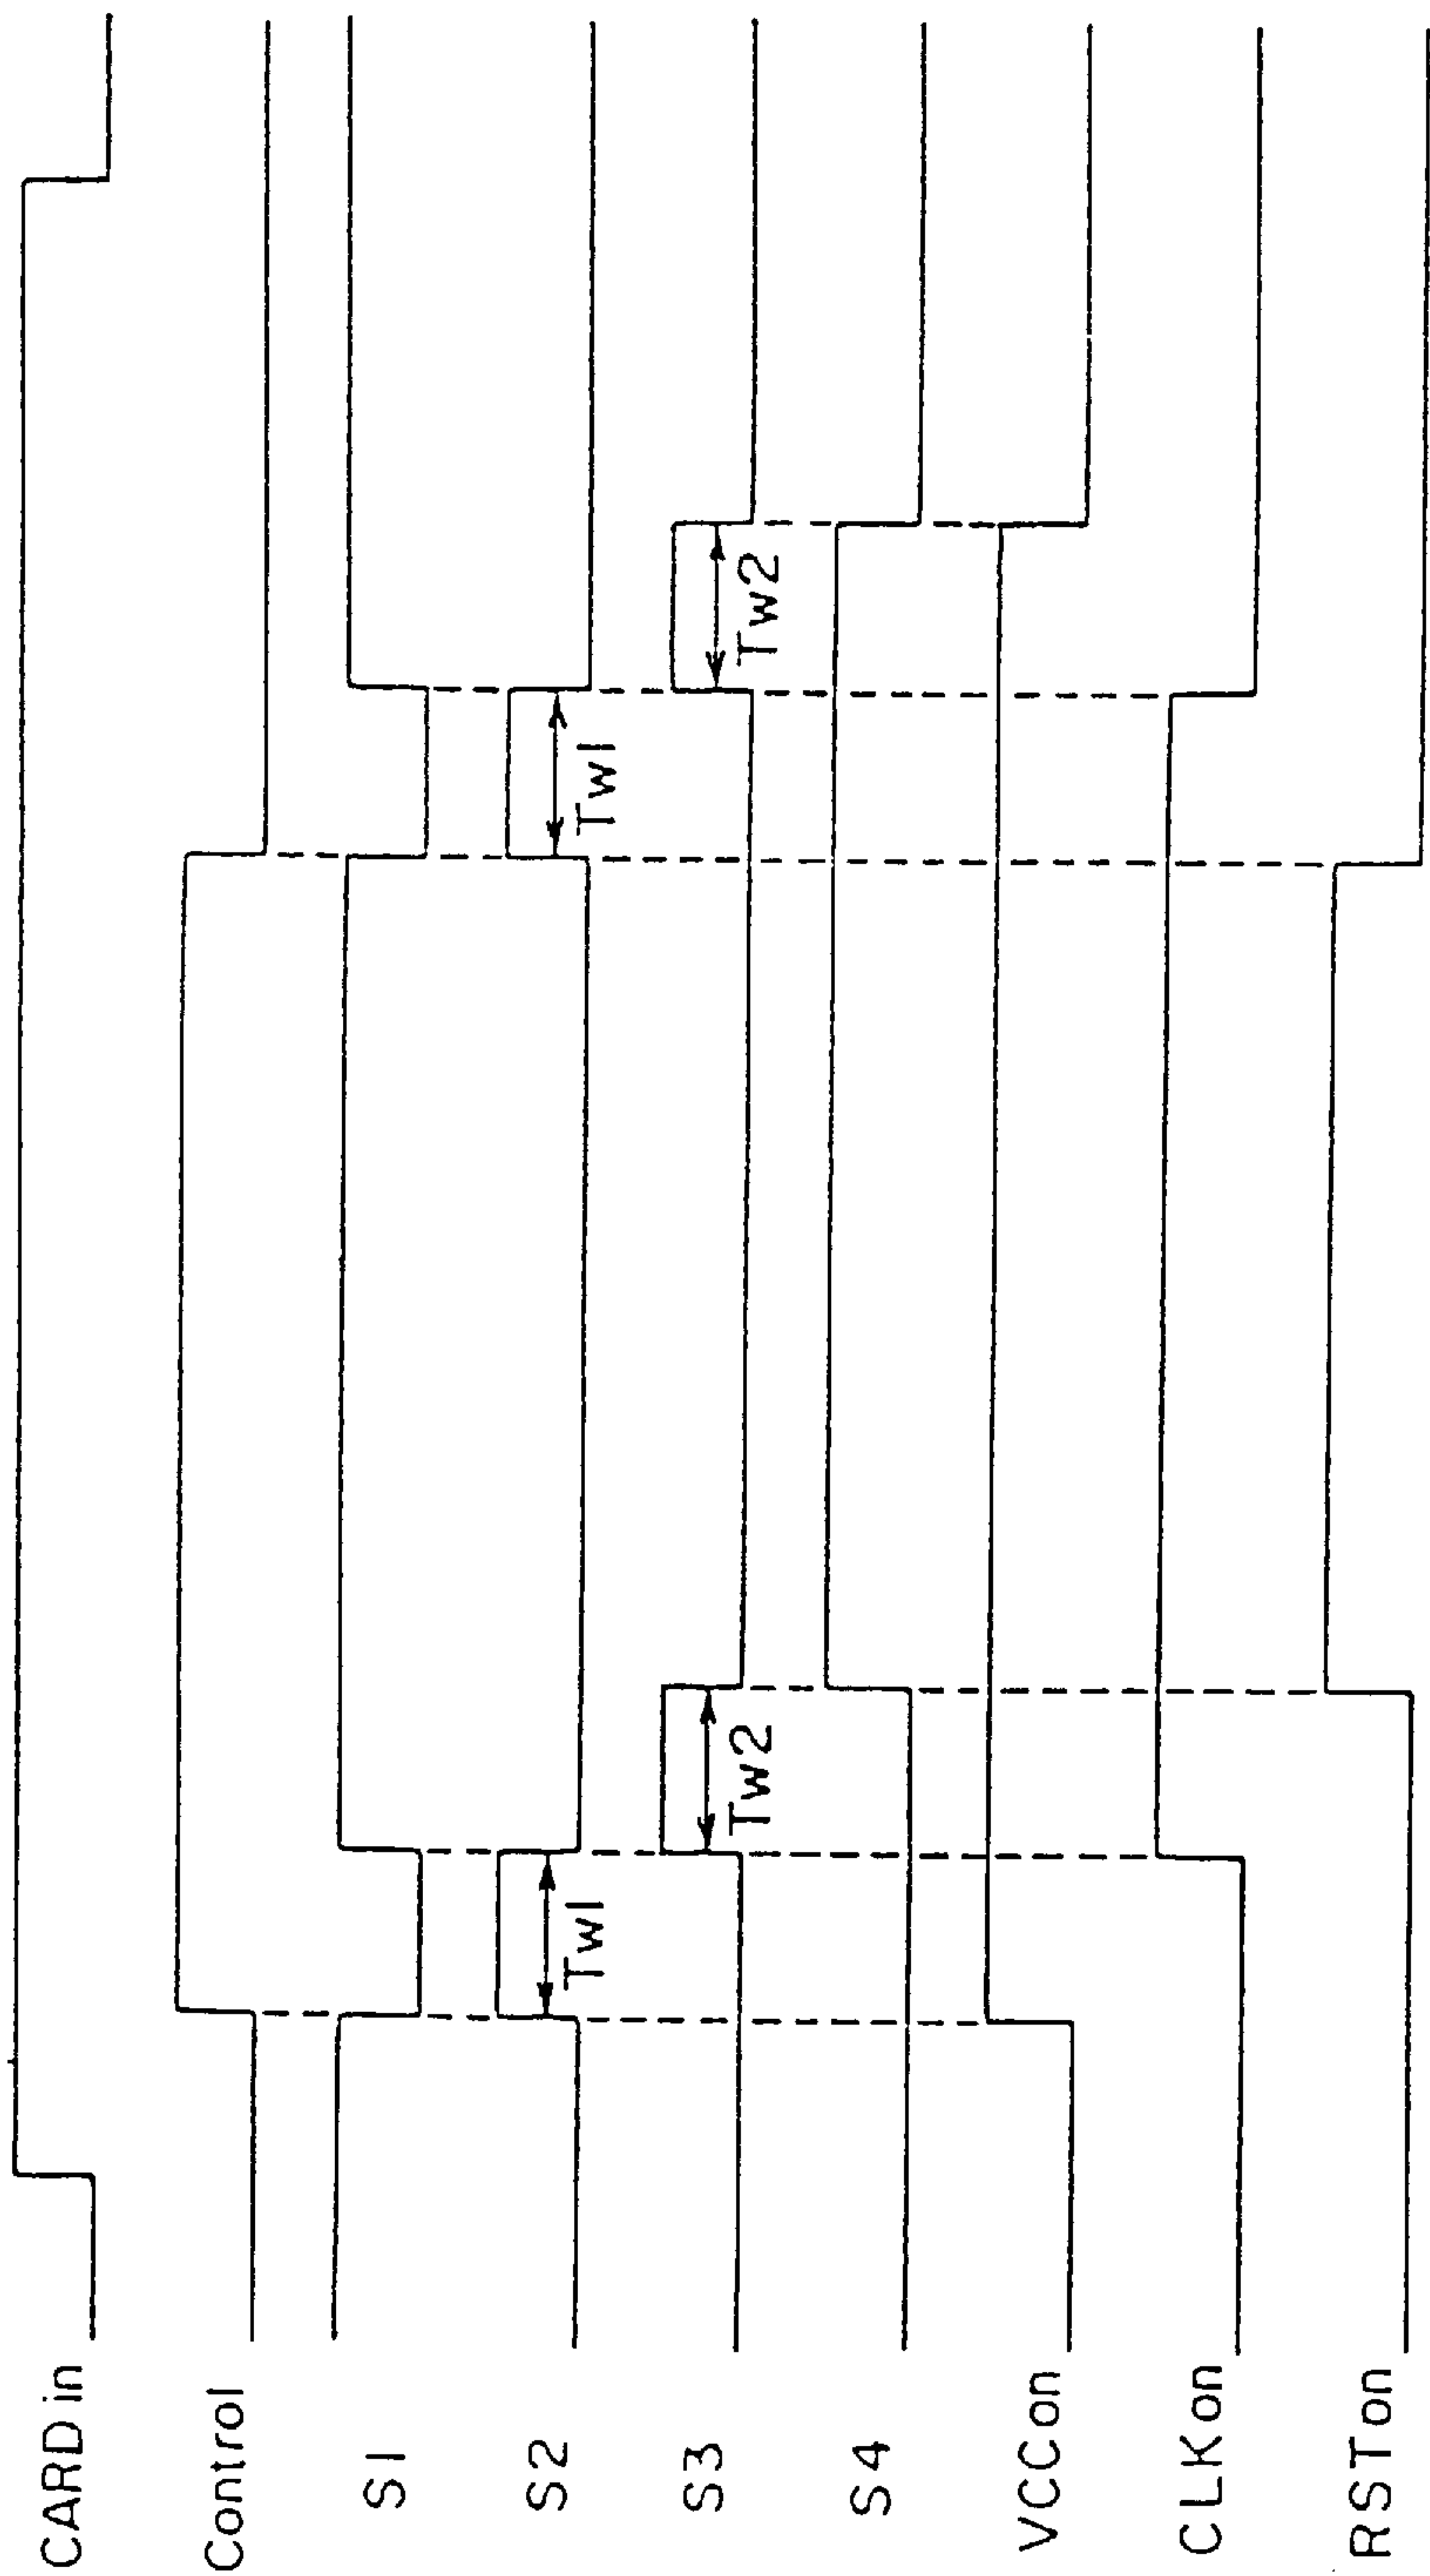 CARD in
Control
S1
S2
Tw1
Tw1
S3
Tw2
Tw2
S4
VCCon
CLKon
RSTon